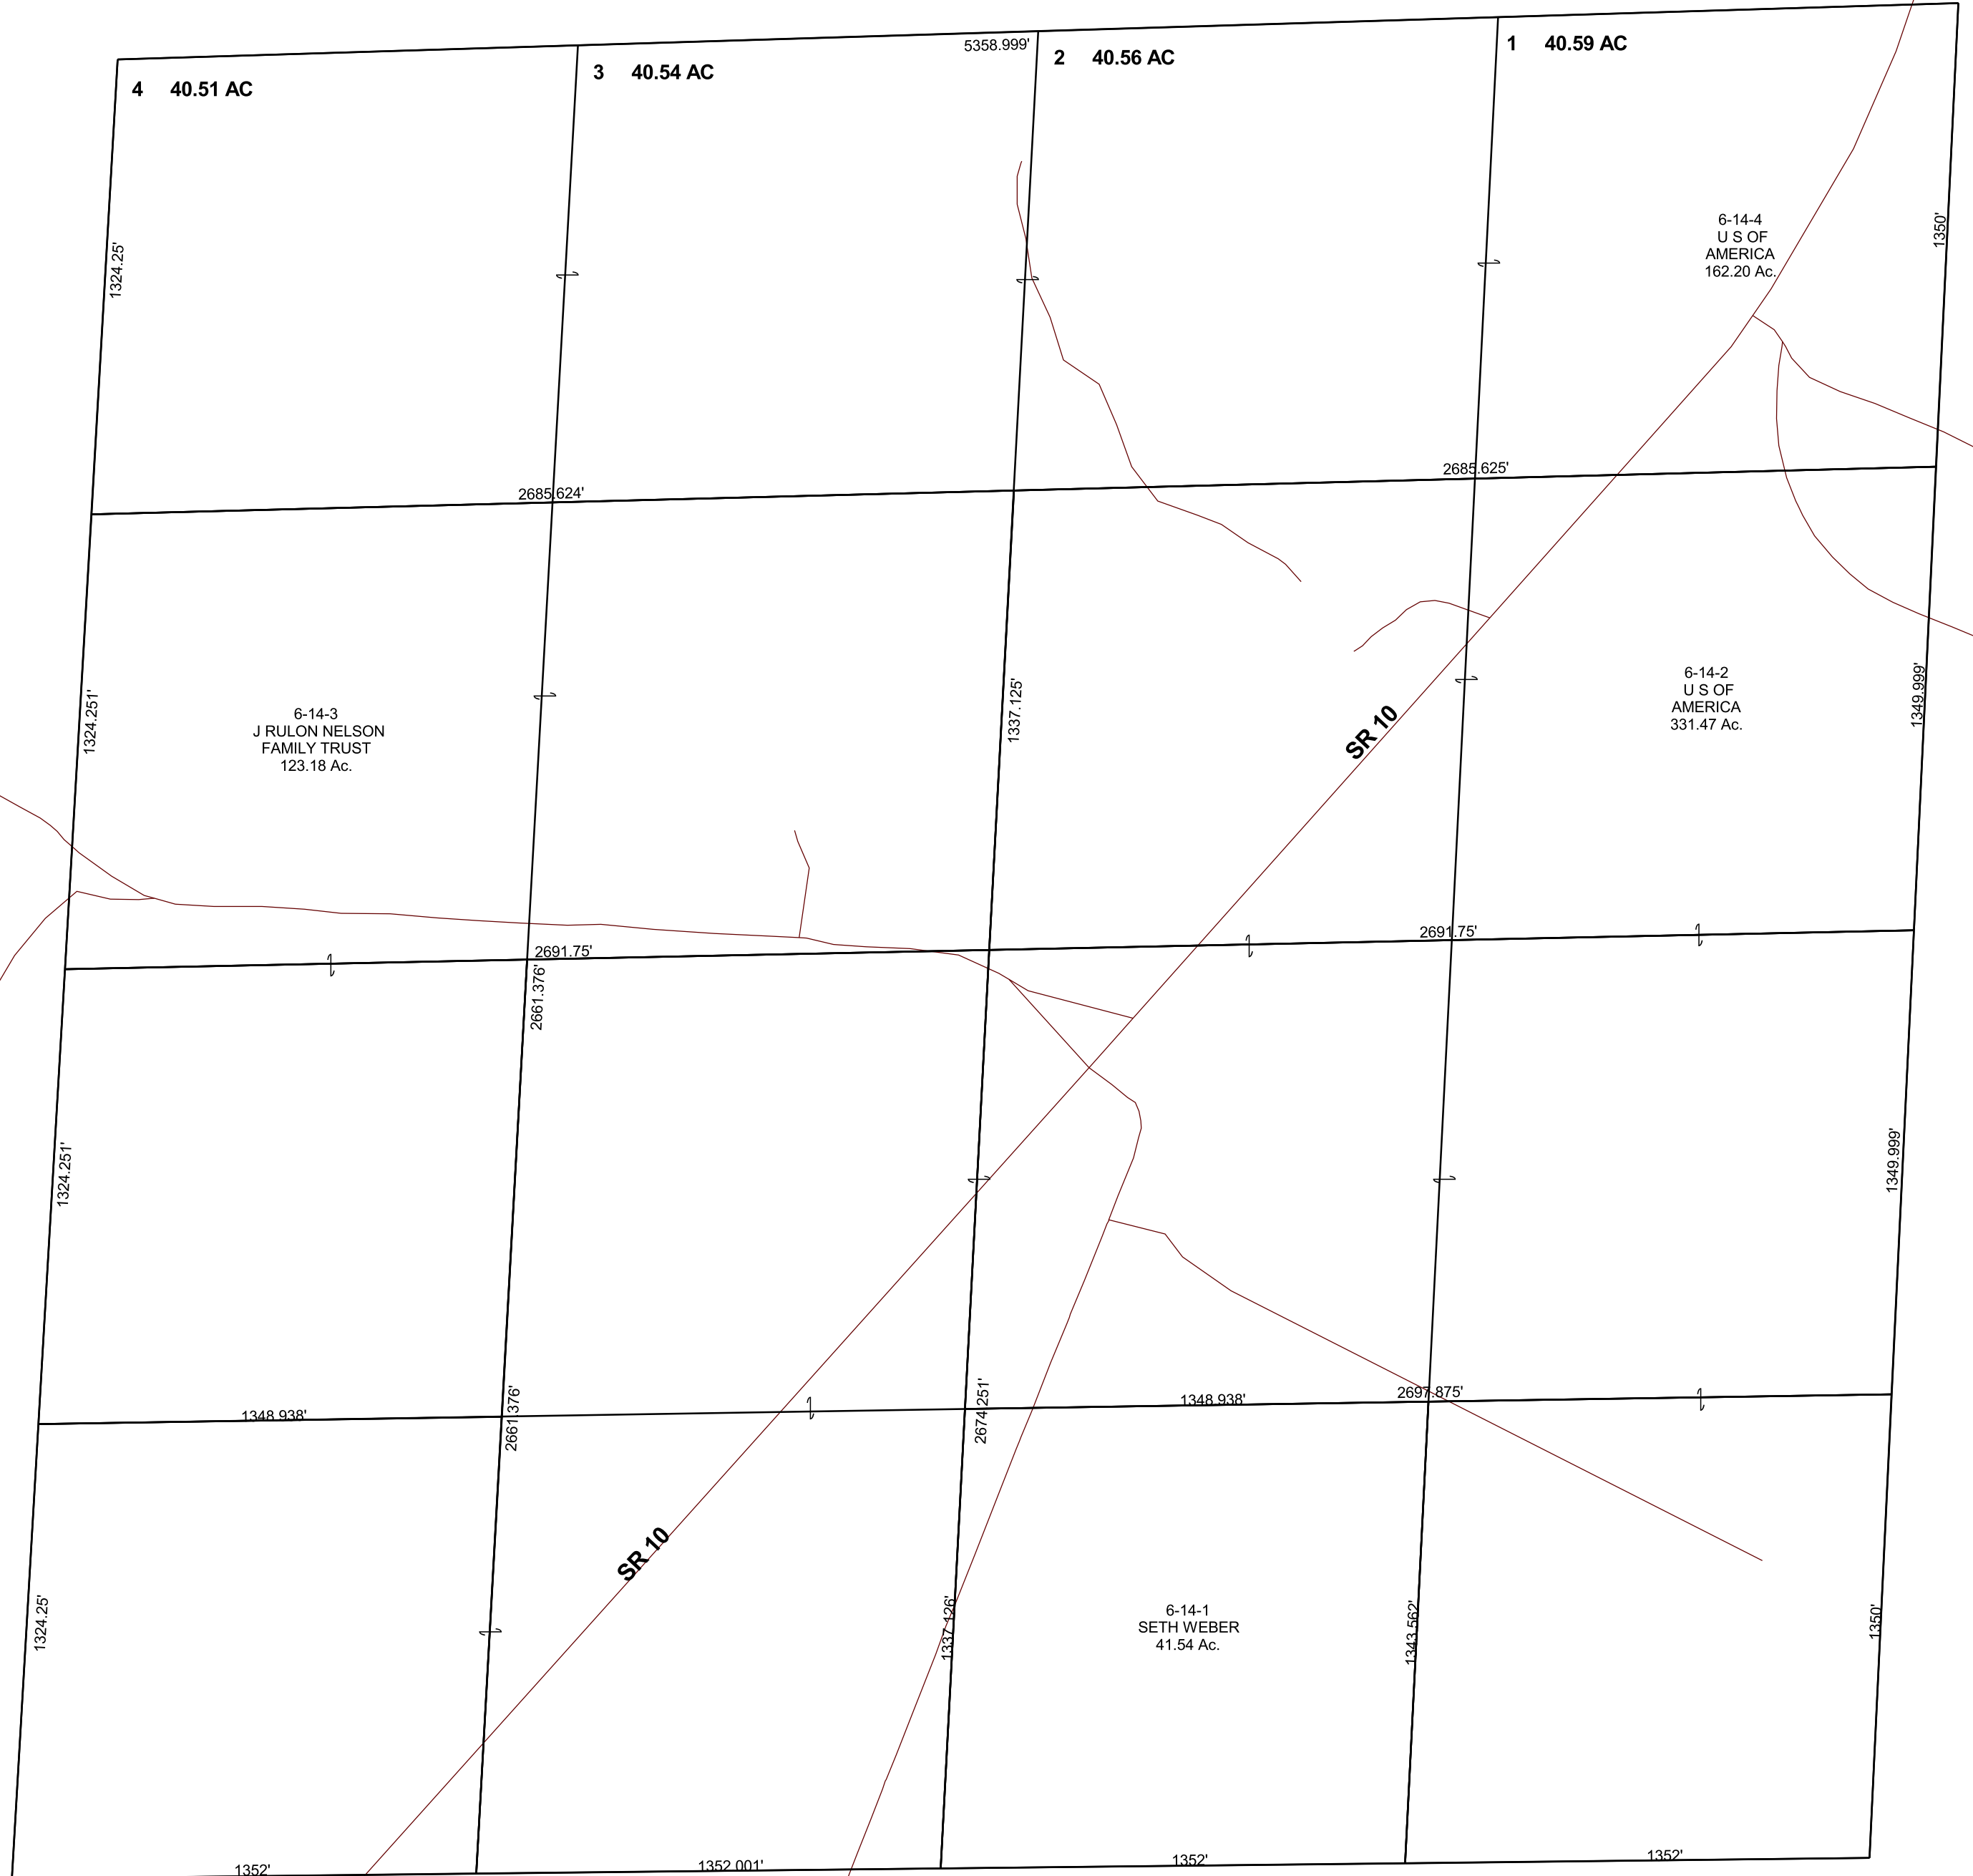 5358.999'
4 40.51 AC
3 40.54 AC
2 40.56 AC
1 40.59 AC
1324.25'
6-14-4
U S OF
AMERICA
162.20 Ac.
1350'
2685.624'
2685.625'
1324.251'
6-14-3
J RULON NELSON
FAMILY TRUST
123.18 Ac.
1337.125'
SR 10
6-14-2
U S OF
AMERICA
331.47 Ac.
1349.999'
2691.75'
2691.75'
2661.376'
1324.251'
1349.999'
1348.938'
2661.376'
2674.251'
1348.938'
2697.875'
1324.25'
SR 10
1337.126'
6-14-1
SETH WEBER
41.54 Ac.
1343.562'
1350'
1352'
1352.001'
1352'
1352'